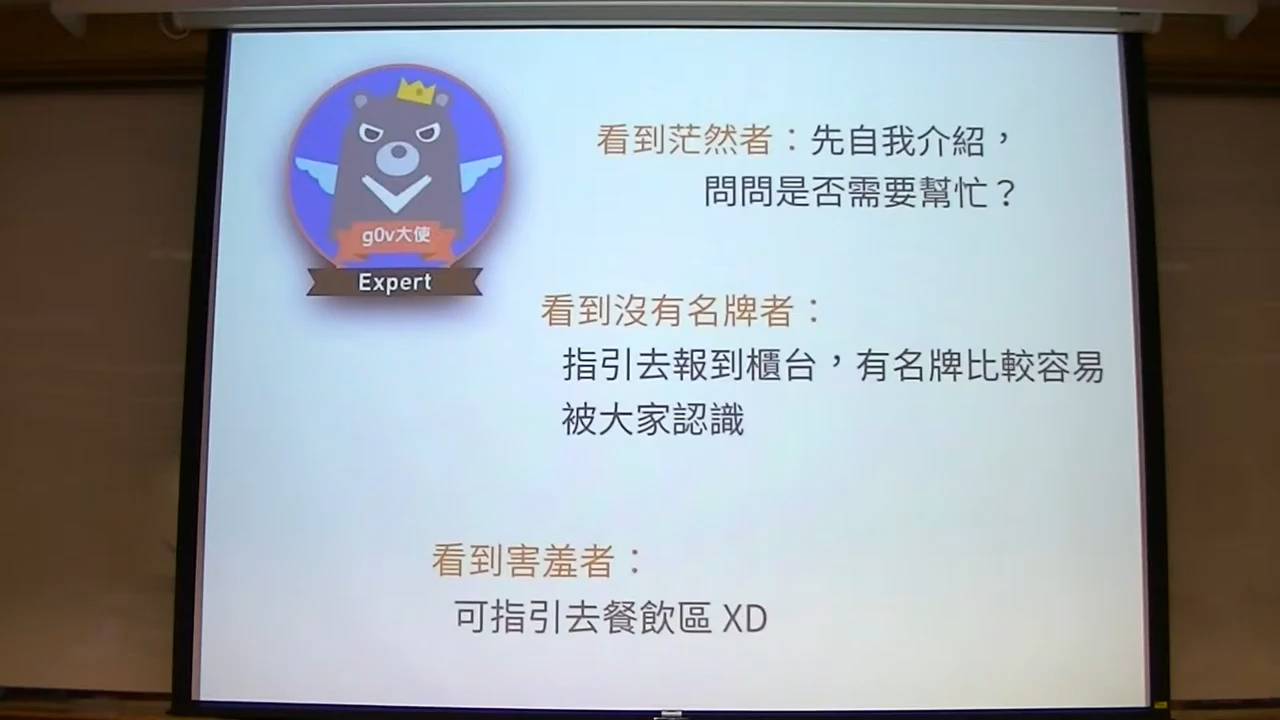 g0v大使
Expert
看到茫然者：先自我介紹，
問問是否需要幫忙？
看到沒有名牌者：
指引去報到櫃台，有名牌比較容易
被大家認識
看到害羞者：
可指引去餐飲區 XD